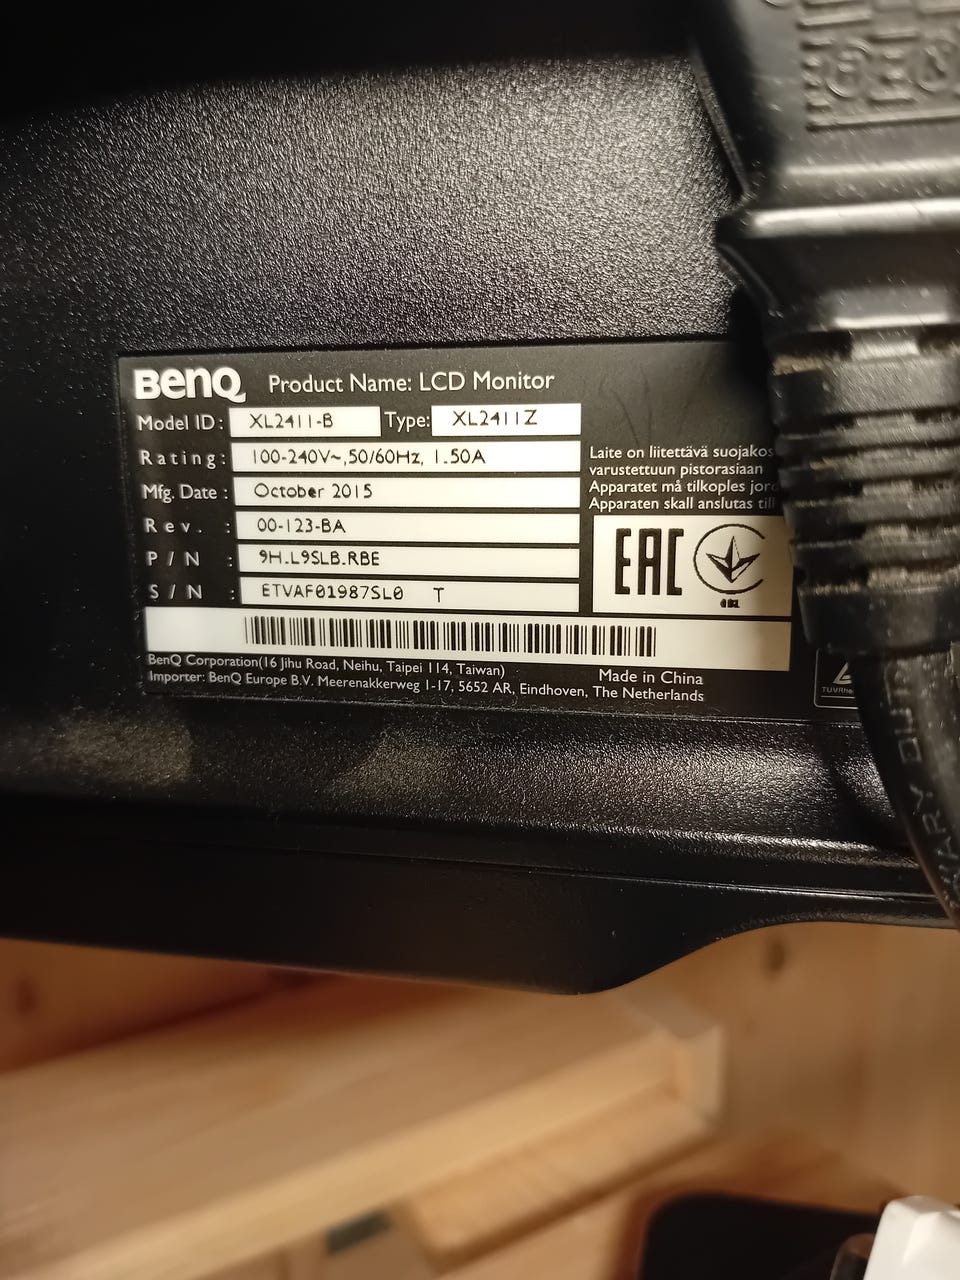 BenQ Product Name: LCD Monitor
Model ID: XL2411-B Type: XL2411Z
Rating: 100-240V~,50/60Hz, 1.50A
Mfg. Date: October 2015
Rev. : 00-123-BA
P/N : 9H.L9SLB.RBE
S/N : ETVAF01987SL0 T
Laite on liitettävä suojakos
varustettuun pistorasiaan
Apparatet må tilkoples jord
Apparaten skall anslutas till
EAC
BenQ Corporation(16 Jihu Road, Neihu, Taipei 114, Taiwan)
Made in China
Importer: BenQ Europe B.V. Meerenakkerweg 1-17, 5652 AR, Eindhoven, The Netherlands
TÜVRhe